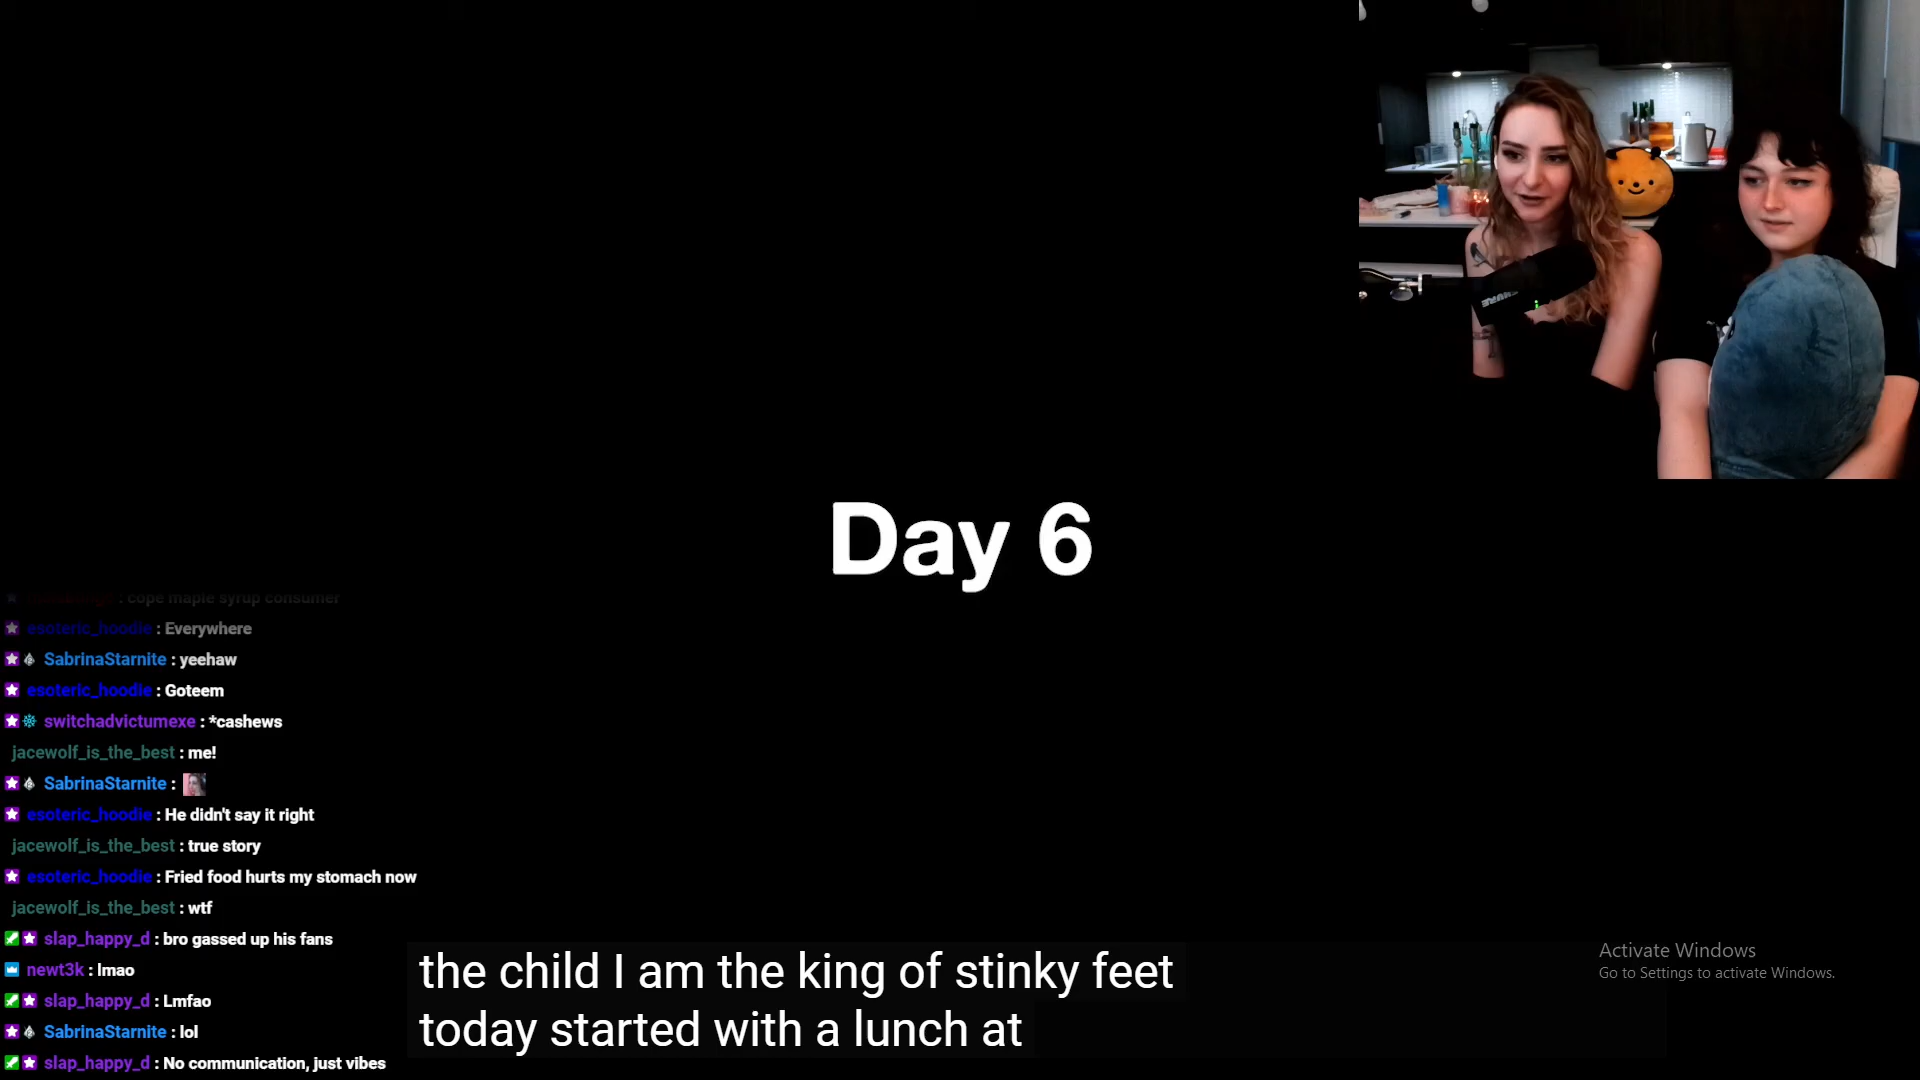 Day 6
: cope maple syrup consumer
esoteric_hoodie : Everywhere
SabrinaStarnite : yeehaw
esoteric_hoodie : Goteem
switchadvictumexe : *cashews
jacewolf_is_the_best : me!
SabrinaStarnite :
esoteric_hoodie : He didn't say it right
jacewolf_is_the_best : true story
esoteric_hoodie : Fried food hurts my stomach now
jacewolf_is_the_best : wtf
slap_happy_d : bro gassed up his fans
newt3k : lmao
slap_happy_d : Lmfao
SabrinaStarnite : lol
slap_happy_d : No communication, just vibes
the child I am the king of stinky feet
today started with a lunch at
Activate Windows
Go to Settings to activate Windows.
SHURE